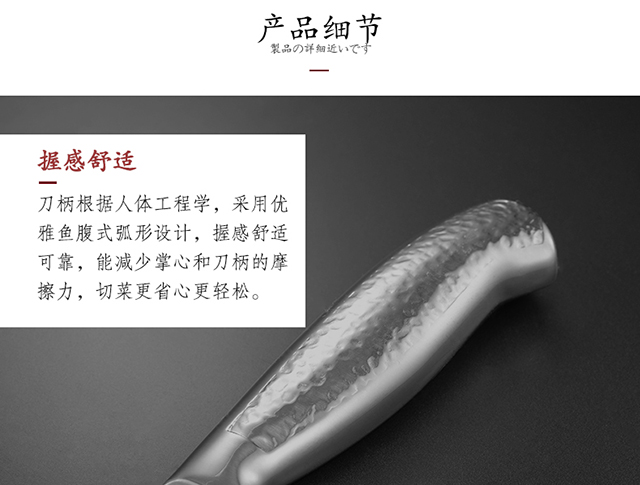 产品细节
製品の詳細近いです
握感舒适
刀柄根据人体工程学，采用优
雅鱼腹式弧形设计，握感舒适
可靠，能减少掌心和刀柄的摩
擦力，切菜更省心更轻松。